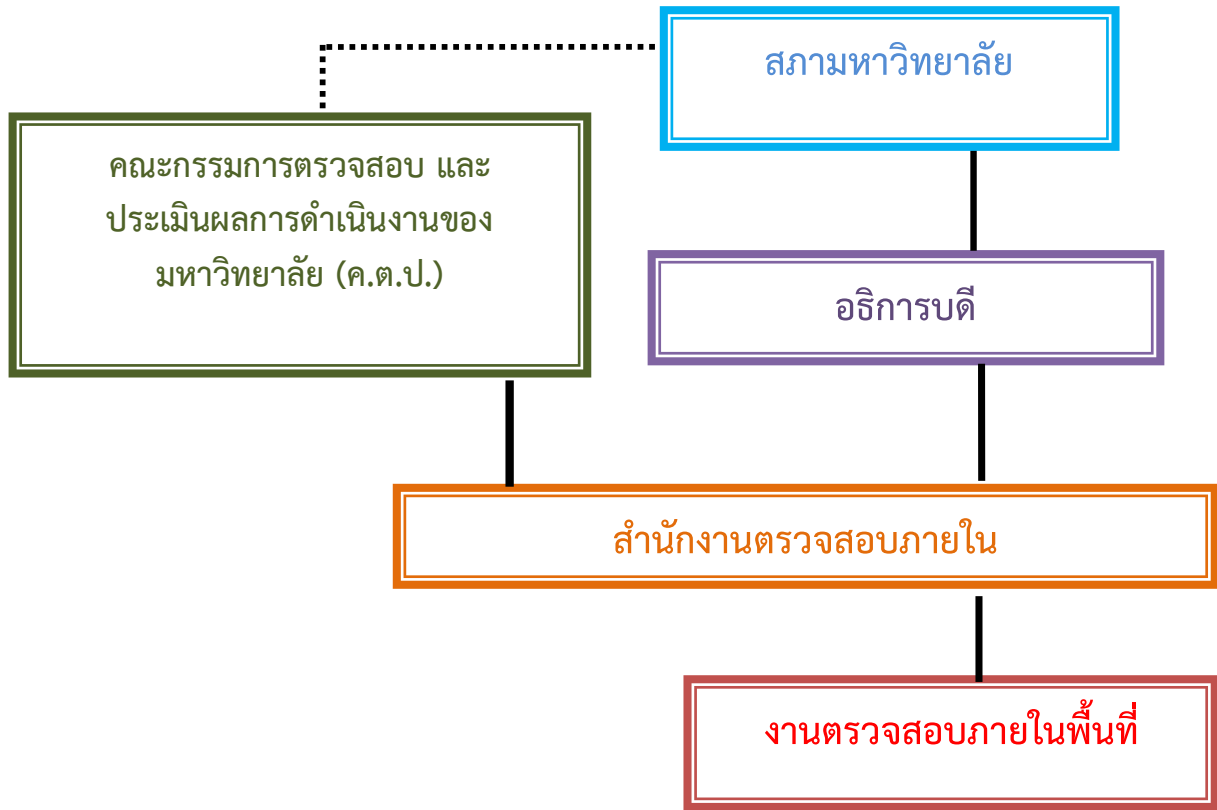 สภามหาวิทยาลัย
คณะกรรมการตรวจสอบ และ
ประเมินผลการดำเนินงานของ
มหาวิทยาลัย (ค.ต.ป.)
อธิการบดี
สำนักงานตรวจสอบภายใน
งานตรวจสอบภายในพื้นที่